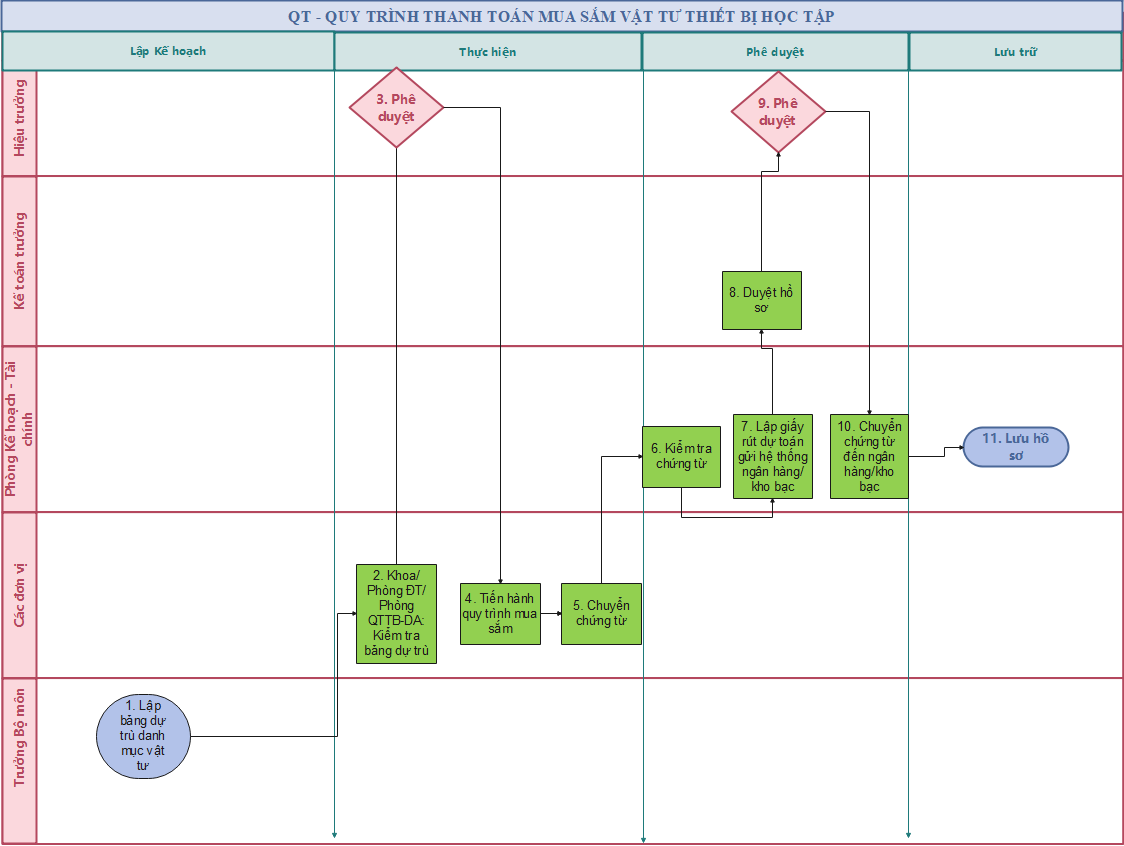 QT - QUY TRÌNH THANH TOÁN MUA SẮM VẬT TƯ THIẾT BỊ HỌC TẬP
Lập Kế hoạch
Thực hiện
Phê duyệt
Lưu trữ
Hiệu trưởng
3. Phê
duyệt
9. Phê
duyệt
Kế toán trưởng
8. Duyệt hồ
sơ
Phòng Kế hoạch - Tài
chính
6. Kiểm tra
chứng từ
7. Lập giấy
rút dự toán
gửi hệ thống
ngân hàng/
kho bạc
10. Chuyển
chứng từ
đến ngân
hàng/kho
bạc
11. Lưu hồ
sơ
Các đơn vị
2. Khoa/
Phòng ĐT/
Phòng
QTTB-DA:
Kiểm tra
bảng dự trù
4. Tiến hành
quy trình mua
sắm
5. Chuyển
chứng từ
Trưởng Bộ môn
1. Lập
bảng dự
trù danh
mục vật
tư